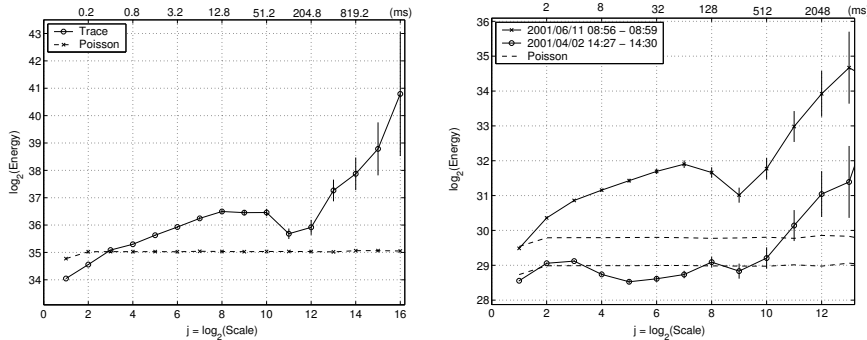 0.2 0.8 3.2 12.8 51.2 204.8 819.2 (ms)
43
42
41
40
39
38
37
36
35
34
log2(Energy)
Trace
Poisson
0 2 4 6 8 10 12 14 16
j = log2(Scale)
2 8 32 128 512 2048 (ms
36
35
34
33
32
31
30
29
28
log2(Energy)
2001/06/11 08:56 − 08:59
2001/04/02 14:27 − 14:30
Poisson
0 2 4 6 8 10 12
j = log2(Scale)